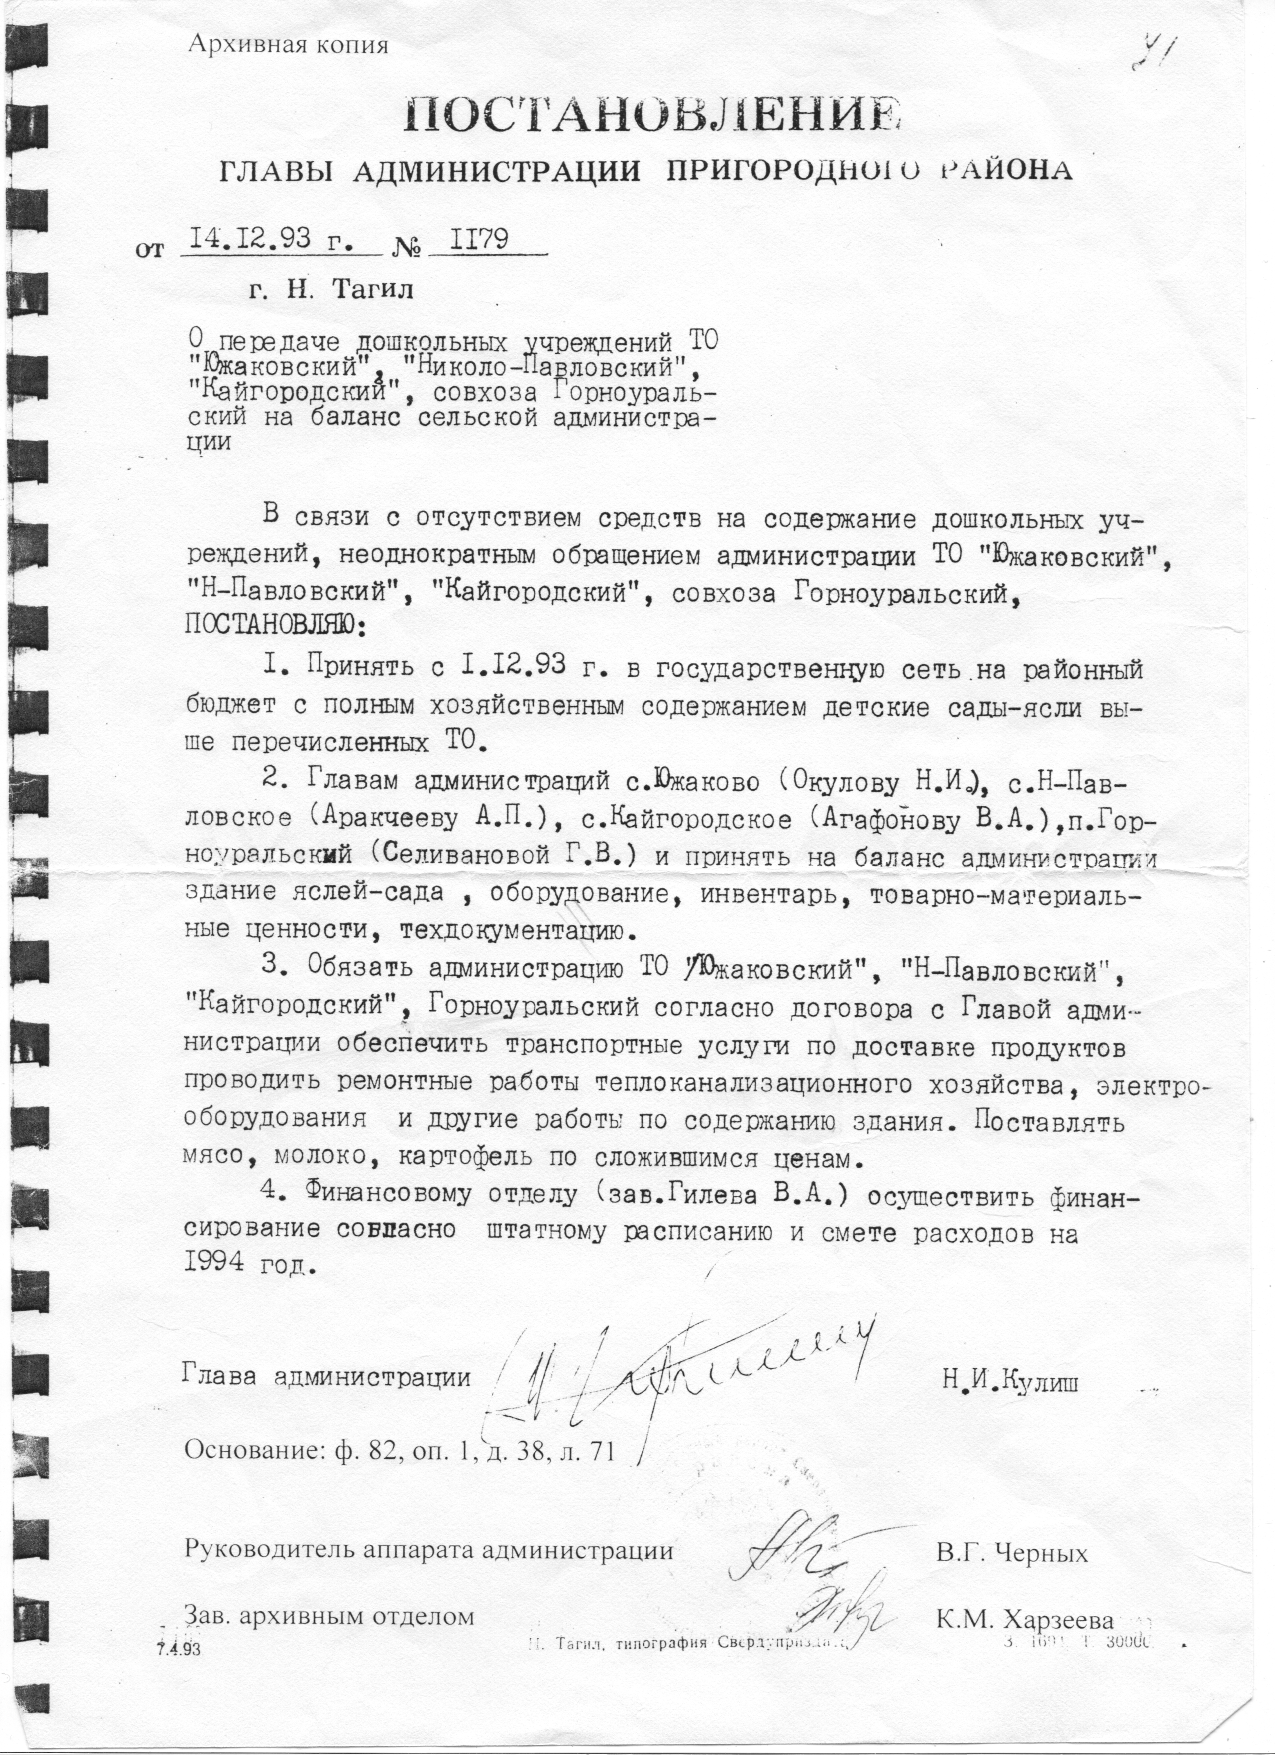 Архивная копия
ПОСТАНОВЛЕНИЕ
ГЛАВЫ АДМИНИСТРАЦИИ ПРИГОРОДНОГО РАЙОНА
от 14.12.93 г. № 1179
г. Н. Тагил
О передаче дошкольных учреждений ТО
"Южаковский", "Николо-Павловский",
"Кайгородский", совхоза Горноураль-
ский на баланс сельской администра-
ции
В связи с отсутствием средств на содержание дошкольных уч-
реждений, неоднократным обращением администрации ТО "Южаковский",
"Н-Павловский", "Кайгородский", совхоза Горноуральский,
ПОСТАНОВЛЯЮ:
1. Принять с 1.12.93 г. в государственную сеть на районный
бюджет с полным хозяйственным содержанием детские сады-ясли вы-
ше перечисленных ТО.
2. Главам администраций с.Южаково (Окулову Н.И.), с.Н-Пав-
ловское (Аракчееву А.П.), с.Кайгородское (Агафонову В.А.),п.Гор-
ноуральский (Селивановой Г.В.) и принять на баланс администрации
здание яслей-сада , оборудование, инвентарь, товарно-материаль-
ные ценности, техдокументацию.
3. Обязать администрацию ТО "Южаковский", "Н-Павловский",
"Кайгородский", Горноуральский согласно договора с Главой адми-
нистрации обеспечить транспортные услуги по доставке продуктов
проводить ремонтные работы теплоканализационного хозяйства, электро-
оборудования и другие работы по содержанию здания. Поставлять
мясо, молоко, картофель по сложившимся ценам.
4. Финансовому отделу (зав.Гилева В.А.) осуществить финан-
сирование согласно штатному расписанию и смете расходов на
1994 год.
Глава администрации Н.И.Кулиш
Основание: ф. 82, оп. 1, д. 38, л. 71
Руководитель аппарата администрации В.Г. Черных
Зав. архивным отделом К.М. Харзеева
7.4.93 Н. Тагил, типография